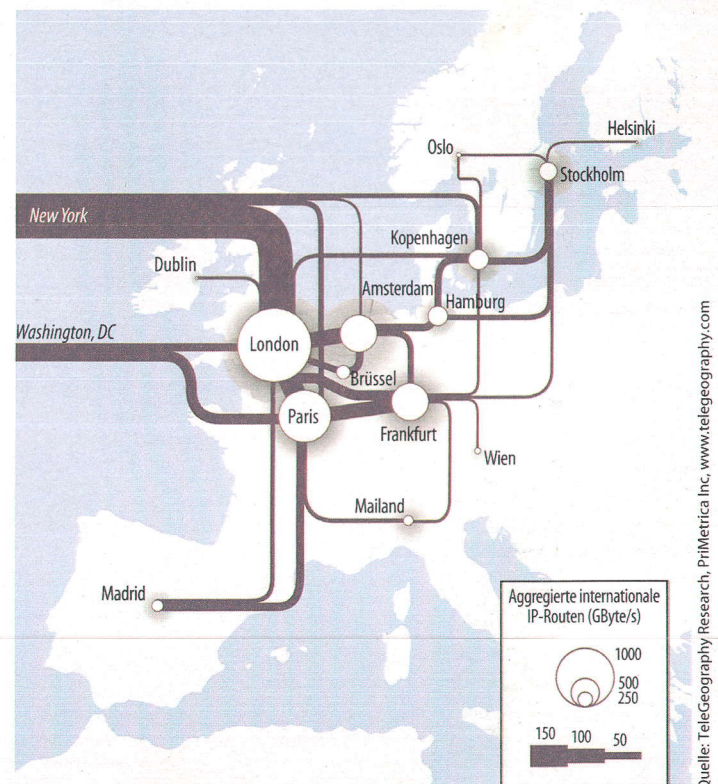 Helsinki
Oslo
Stockholm
New York
Kopenhagen
Dublin
Amsterdam
Hamburg
Washington, DC
London
Brüssel
Paris
Frankfurt
Wien
Mailand
Madrid
Aggregierte internationale
IP-Routen (GByte/s)
1000
500
250
150 100 50
Quelle: TeleGeography Research, PriMetrica Inc, www.telegeography.com